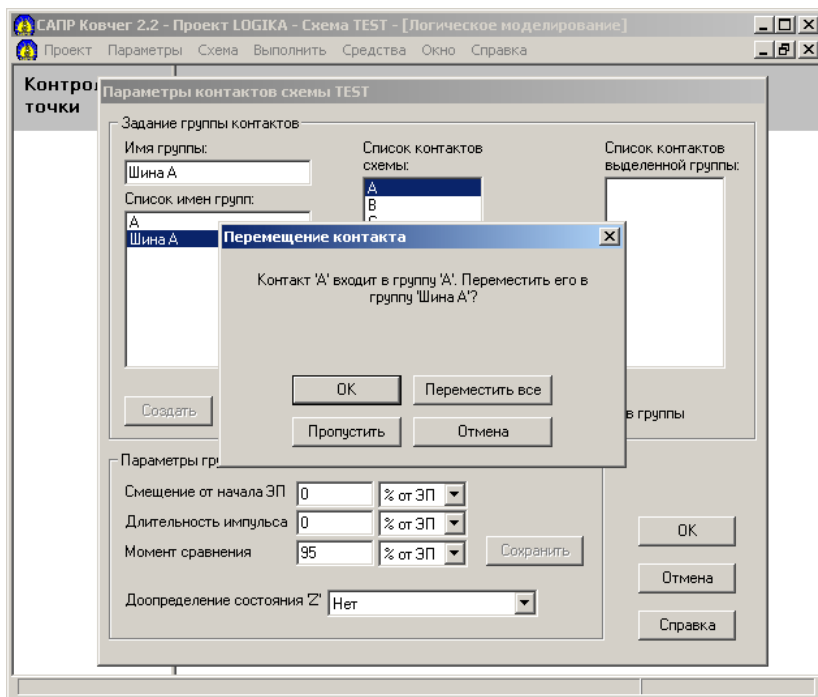 САПР Ковчег 2.2 - Проект LOGIKA - Схема TEST - [Логическое моделирование]
Проект Параметры Схема Выполнить Средства Окно Справка
точки
Параметры контактов схемы TEST
Задание группы контактов
Имя группы:
Шина А
Список имен групп:
А
Шина А
Список контактов
схемы:
A
B
Список контактов
выделенной группы:
Перемещение контакта
Контакт 'А' входит в группу 'А'. Переместить его в
группу 'Шина А'?
OK
Переместить все
Пропустить
Отмена
Создать
в группы
Параметры
Смещение от начала ЭП 0 % от ЭП
Длительность импульса 0 % от ЭП
Момент сравнения 95 % от ЭП
Сохранить
Доопределение состояния 'Z' Нет
OK
Отмена
Справка